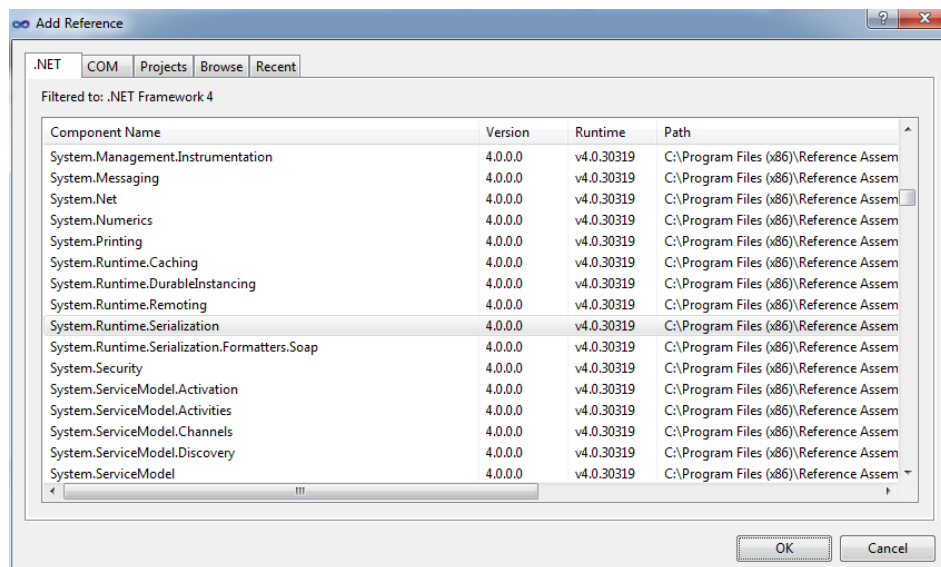 Add Reference
.NET COM Projects Browse Recent
Filtered to: .NET Framework 4
Component Name Version Runtime Path
System.Management.Instrumentation 4.0.0.0 v4.0.30319 C:\Program Files (x86)\Reference Assem
System.Messaging 4.0.0.0 v4.0.30319 C:\Program Files (x86)\Reference Assem
System.Net 4.0.0.0 v4.0.30319 C:\Program Files (x86)\Reference Assem
System.Numerics 4.0.0.0 v4.0.30319 C:\Program Files (x86)\Reference Assem
System.Printing 4.0.0.0 v4.0.30319 C:\Program Files (x86)\Reference Assem
System.Runtime.Caching 4.0.0.0 v4.0.30319 C:\Program Files (x86)\Reference Assem
System.Runtime.DurableInstancing 4.0.0.0 v4.0.30319 C:\Program Files (x86)\Reference Assem
System.Runtime.Remoting 4.0.0.0 v4.0.30319 C:\Program Files (x86)\Reference Assem
System.Runtime.Serialization 4.0.0.0 v4.0.30319 C:\Program Files (x86)\Reference Assem
System.Runtime.Serialization.Formatters.Soap 4.0.0.0 v4.0.30319 C:\Program Files (x86)\Reference Assem
System.Security 4.0.0.0 v4.0.30319 C:\Program Files (x86)\Reference Assem
System.ServiceModel.Activation 4.0.0.0 v4.0.30319 C:\Program Files (x86)\Reference Assem
System.ServiceModel.Activities 4.0.0.0 v4.0.30319 C:\Program Files (x86)\Reference Assem
System.ServiceModel.Channels 4.0.0.0 v4.0.30319 C:\Program Files (x86)\Reference Assem
System.ServiceModel.Discovery 4.0.0.0 v4.0.30319 C:\Program Files (x86)\Reference Assem
System.ServiceModel 4.0.0.0 v4.0.30319 C:\Program Files (x86)\Reference Assem
OK Cancel